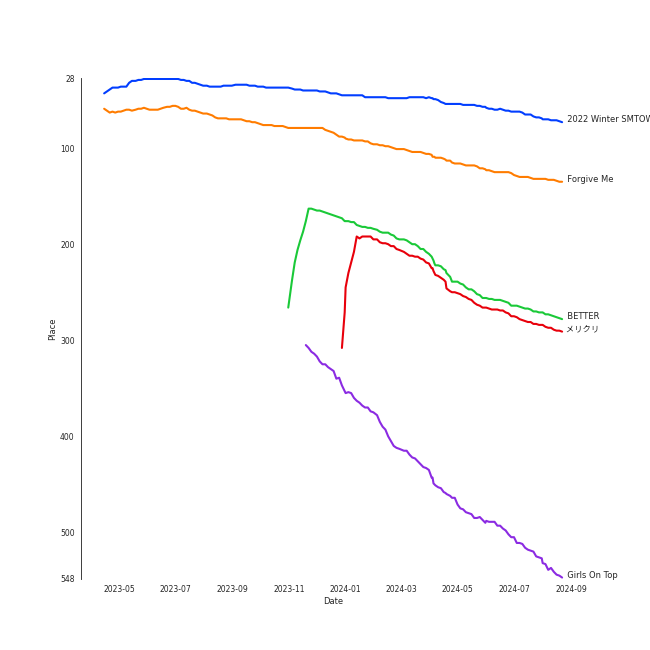 28
2022 Winter SMTOW
100
Forgive Me
200
BETTER
メリクリ
Place
300
400
500
Girls On Top
548
2023-05 2023-07 2023-09 2023-11 2024-01 2024-03 2024-05 2024-07 2024-09
Date